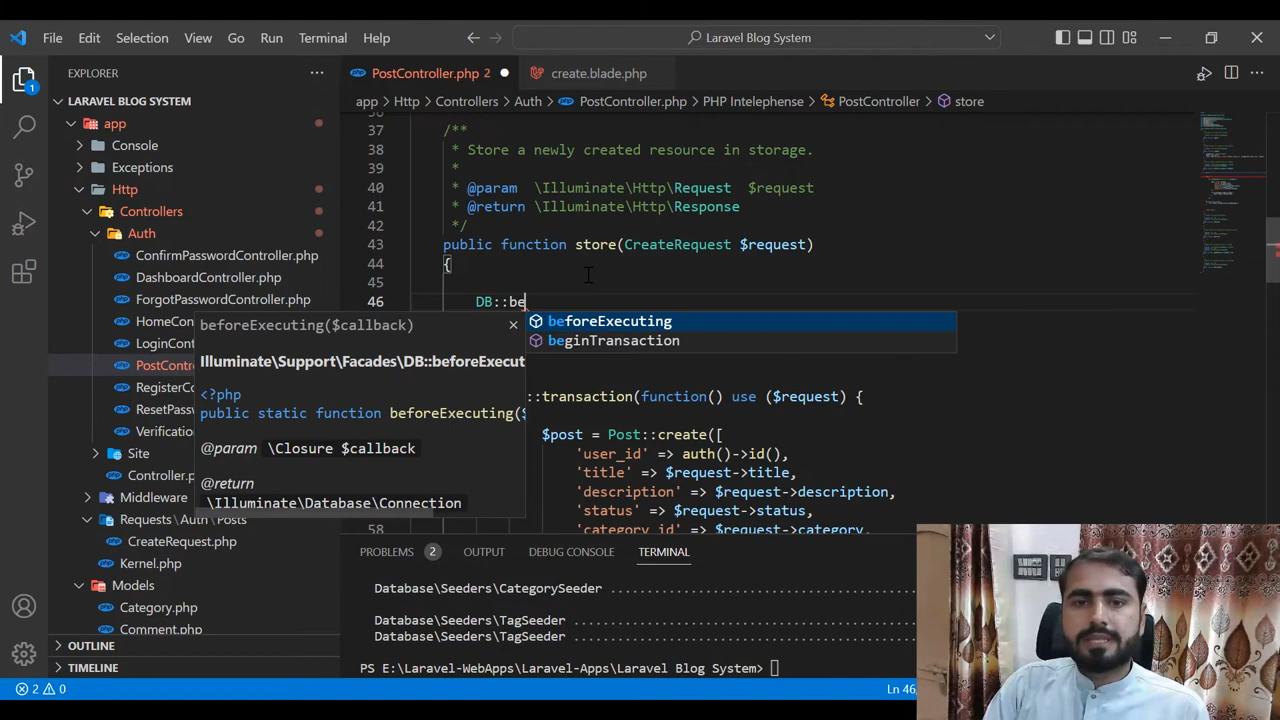 File Edit Selection View Go Run Terminal Help
Laravel Blog System
EXPLORER
LARAVEL BLOG SYSTEM
app
Console
Exceptions
Http
Controllers
Auth
ConfirmPasswordController.php
DashboardController.php
ForgotPasswordController.php
HomeCon
LoginCont
PostContr
RegisterCo
ResetPass
Verification
Site
Controller.p
Middleware
Requests\Auth\Posts
CreateRequest.php
Kernel.php
Models
Category.php
Comment.php
OUTLINE
TIMELINE
1
PostController.php 2
create.blade.php
app > Http > Controllers > Auth > PostController.php > PHP Intelephense > PostController > store
36
37 /**
38 * Store a newly created resource in storage.
39 *
40 * @param \Illuminate\Http\Request $request
41 * @return \Illuminate\Http\Response
42 */
43 public function store(CreateRequest $request)
44 {
45
46 DB::be
beforeExecuting
beginTransaction
beforeExecuting($callback)
Illuminate\Support\Facades\DB::beforeExecut
<?php
public static function beforeExecuting($
@param \Closure $callback
@return
\Illuminate\Database\Connection
::transaction(function() use ($request) {
$post = Post::create([
'user_id' => auth()->id(),
'title' => $request->title,
'description' => $request->description,
'status' => $request->status,
58 'category_id' => $request->category,
PROBLEMS 2 OUTPUT DEBUG CONSOLE TERMINAL
Database\Seeders\CategorySeeder
Database\Seeders\TagSeeder
Database\Seeders\TagSeeder
PS E:\Laravel-WebApps\Laravel-Apps\Laravel Blog System>
2 0
Ln 46,